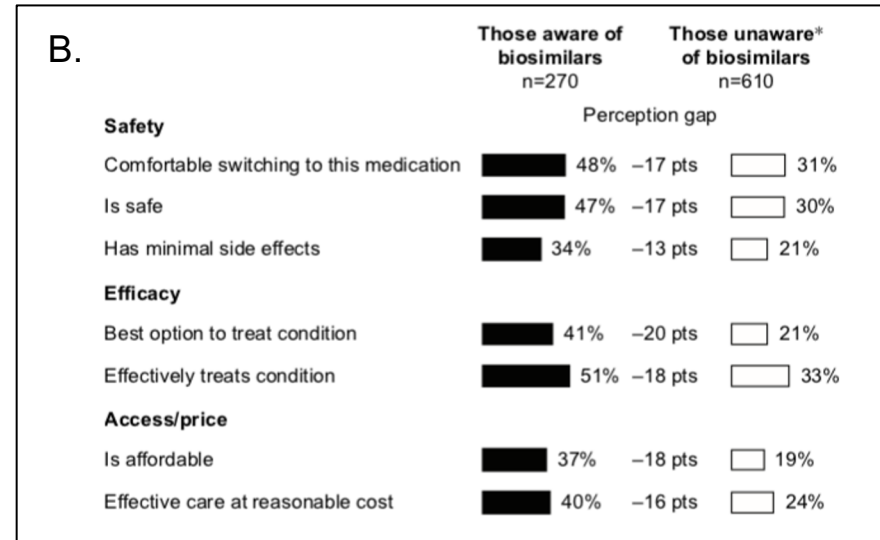 B.
Those aware of biosimilars n=270
Those unaware* of biosimilars n=610
Perception gap
Safety
Comfortable switching to this medication 48% –17 pts 31%
Is safe 47% –17 pts 30%
Has minimal side effects 34% –13 pts 21%
Efficacy
Best option to treat condition 41% –20 pts 21%
Effectively treats condition 51% –18 pts 33%
Access/price
Is affordable 37% –18 pts 19%
Effective care at reasonable cost 40% –16 pts 24%